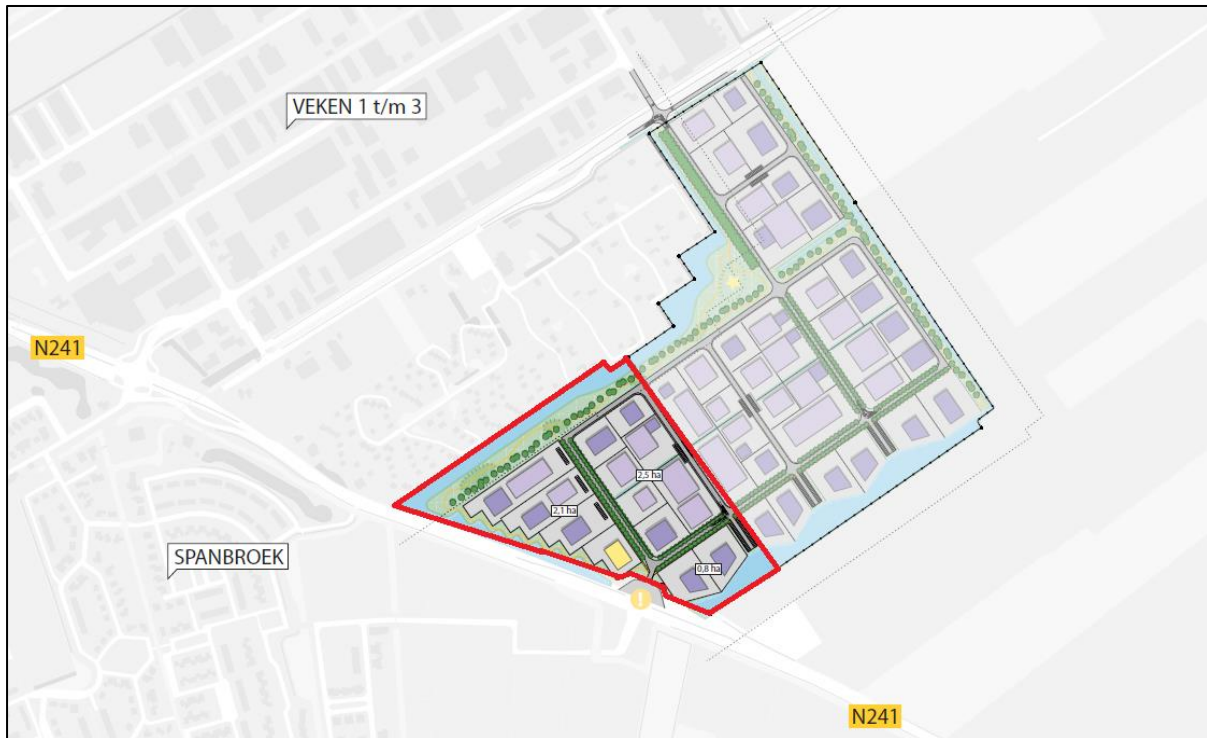 VEKEN 1 t/m 3
N241
2,5 ha
2,1 ha
SPANBROEK
0,8 ha
!
N241